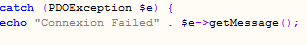 catch (PDOException $e) {
echo "Connexion Failed" . $e->getMessage();